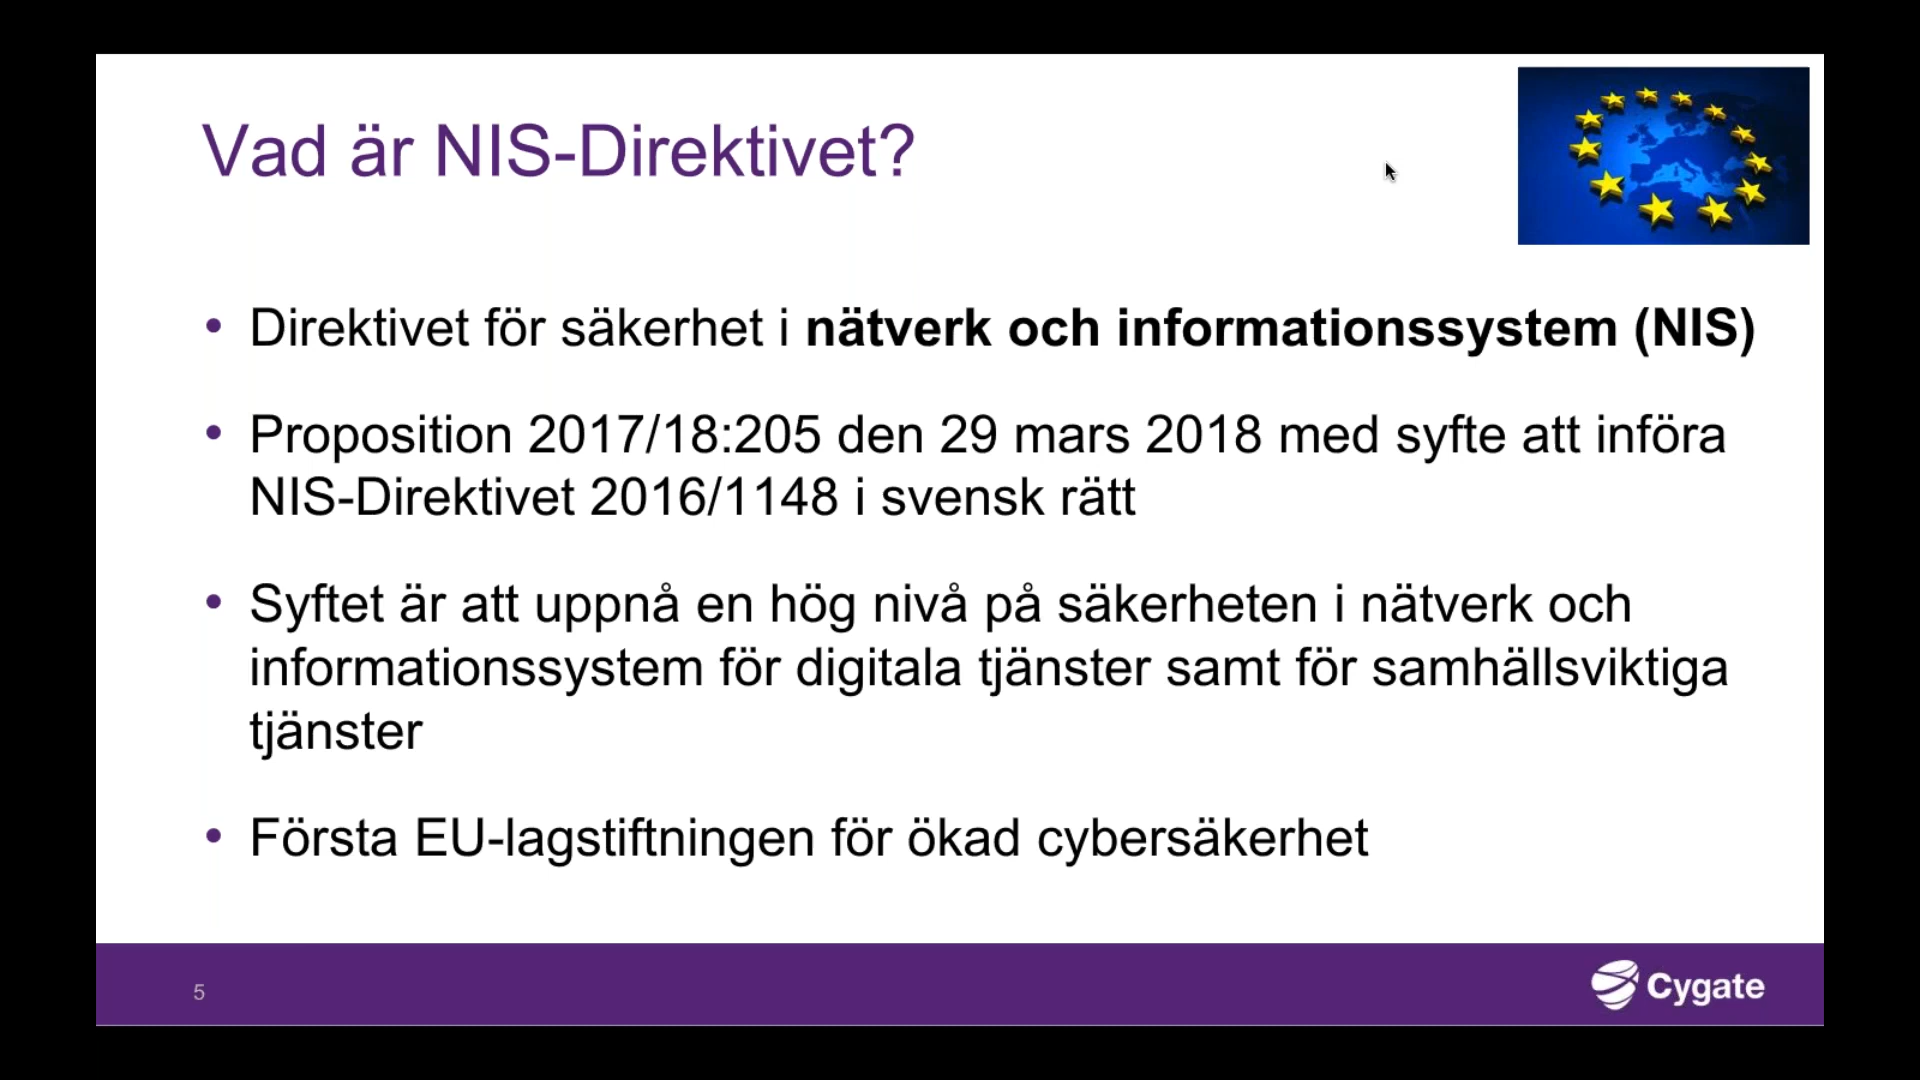 Vad är NIS-Direktivet?
• Direktivet för säkerhet i nätverk och informationssystem (NIS)
• Proposition 2017/18:205 den 29 mars 2018 med syfte att införa
NIS-Direktivet 2016/1148 i svensk rätt
• Syftet är att uppnå en hög nivå på säkerheten i nätverk och
informationssystem för digitala tjänster samt för samhällsviktiga
tjänster
• Första EU-lagstiftningen för ökad cybersäkerhet
5
Cygate